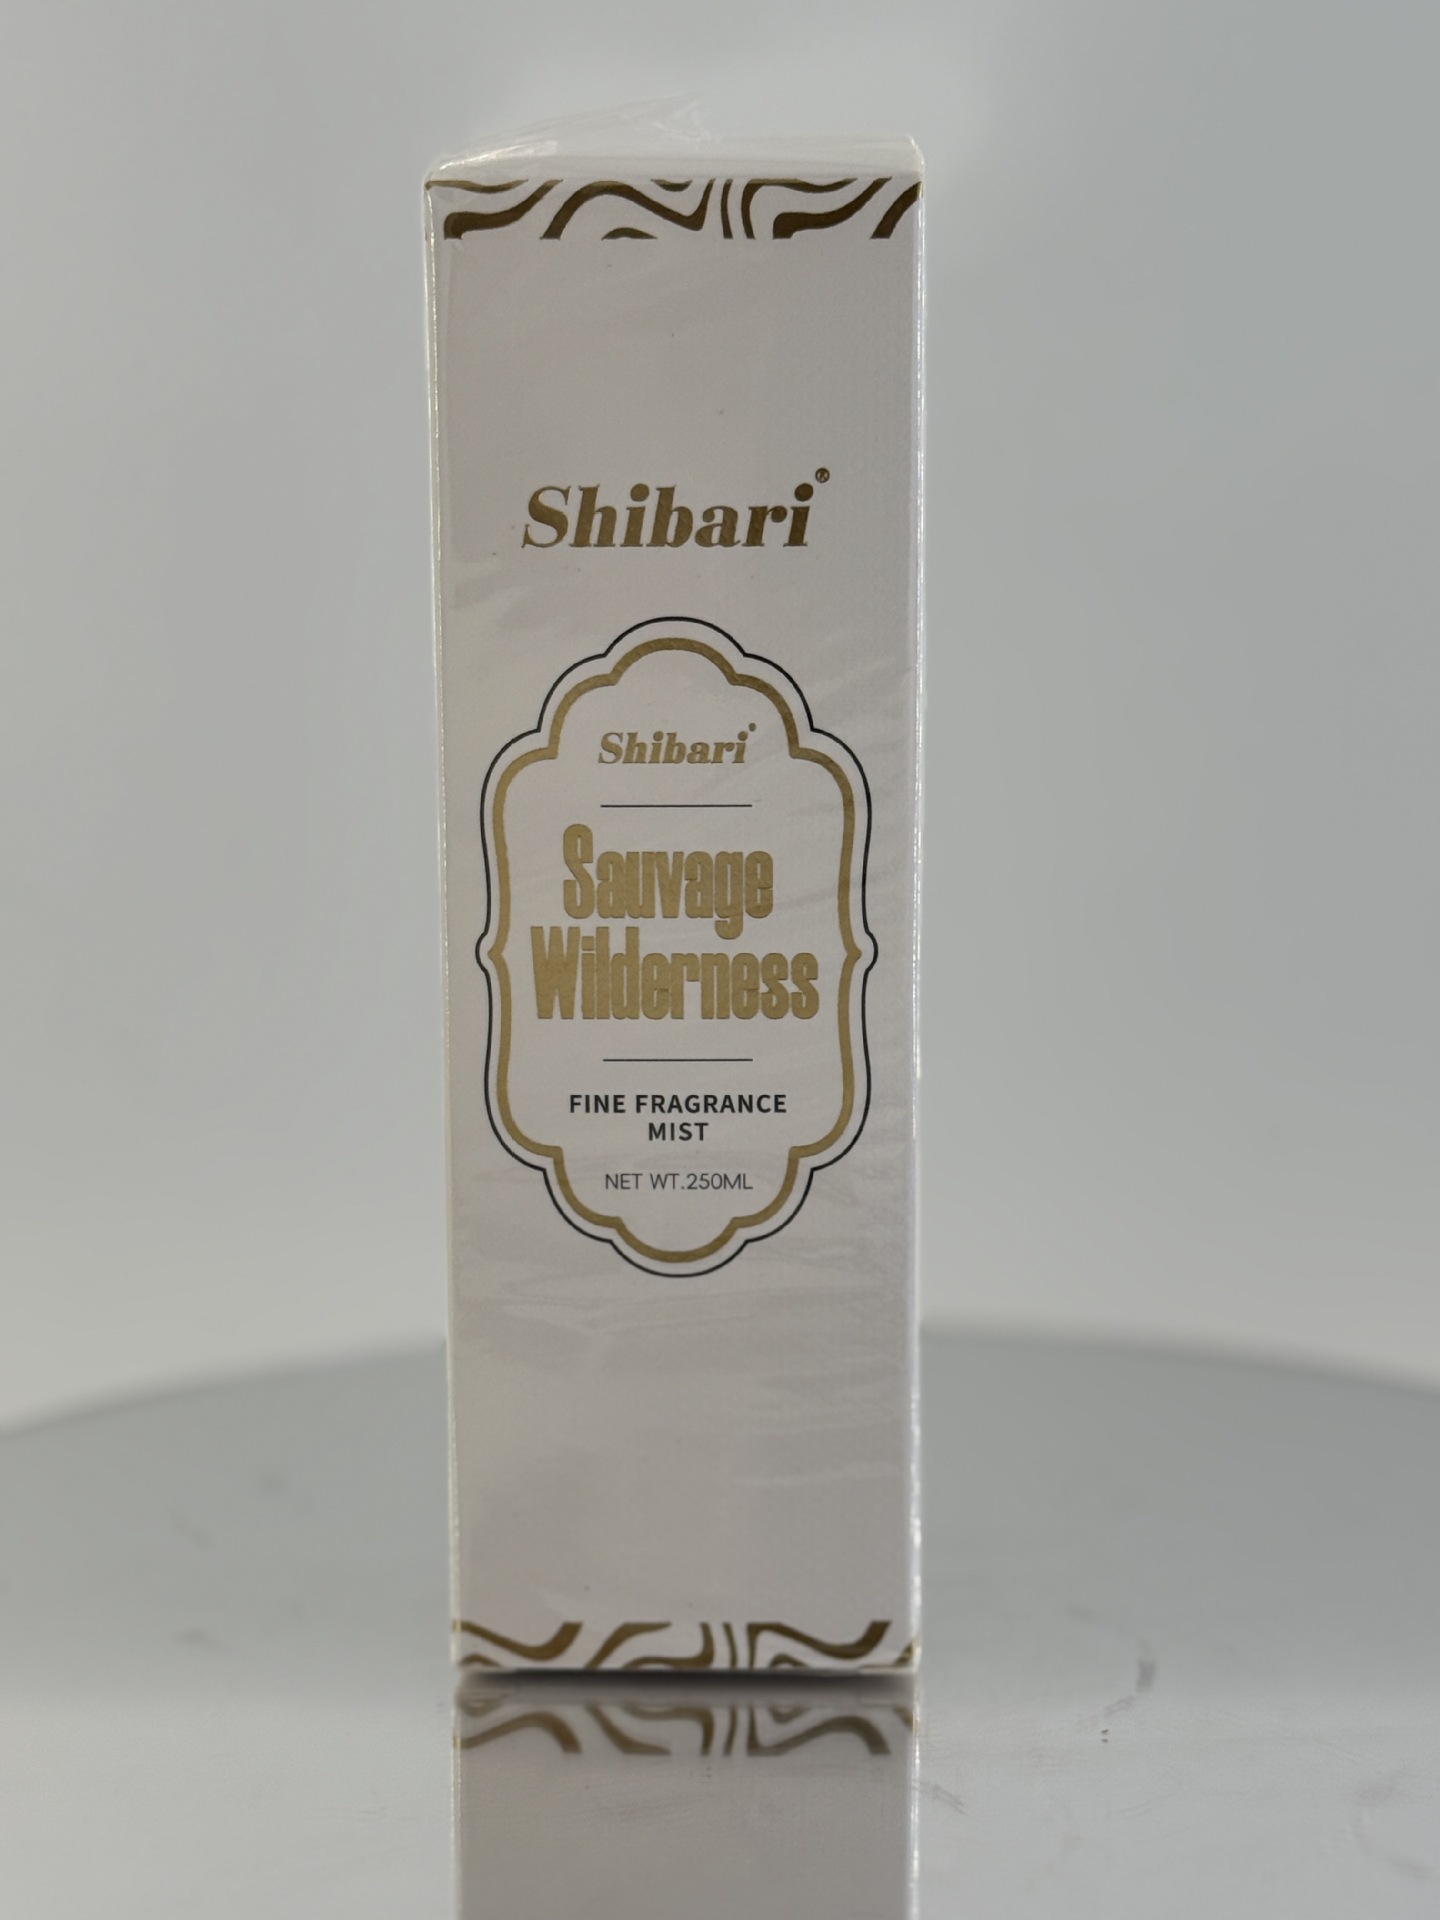 Shibari®
Shibari
Sauvage
Wilderness
FINE FRAGRANCE
MIST
NET WT.250ML